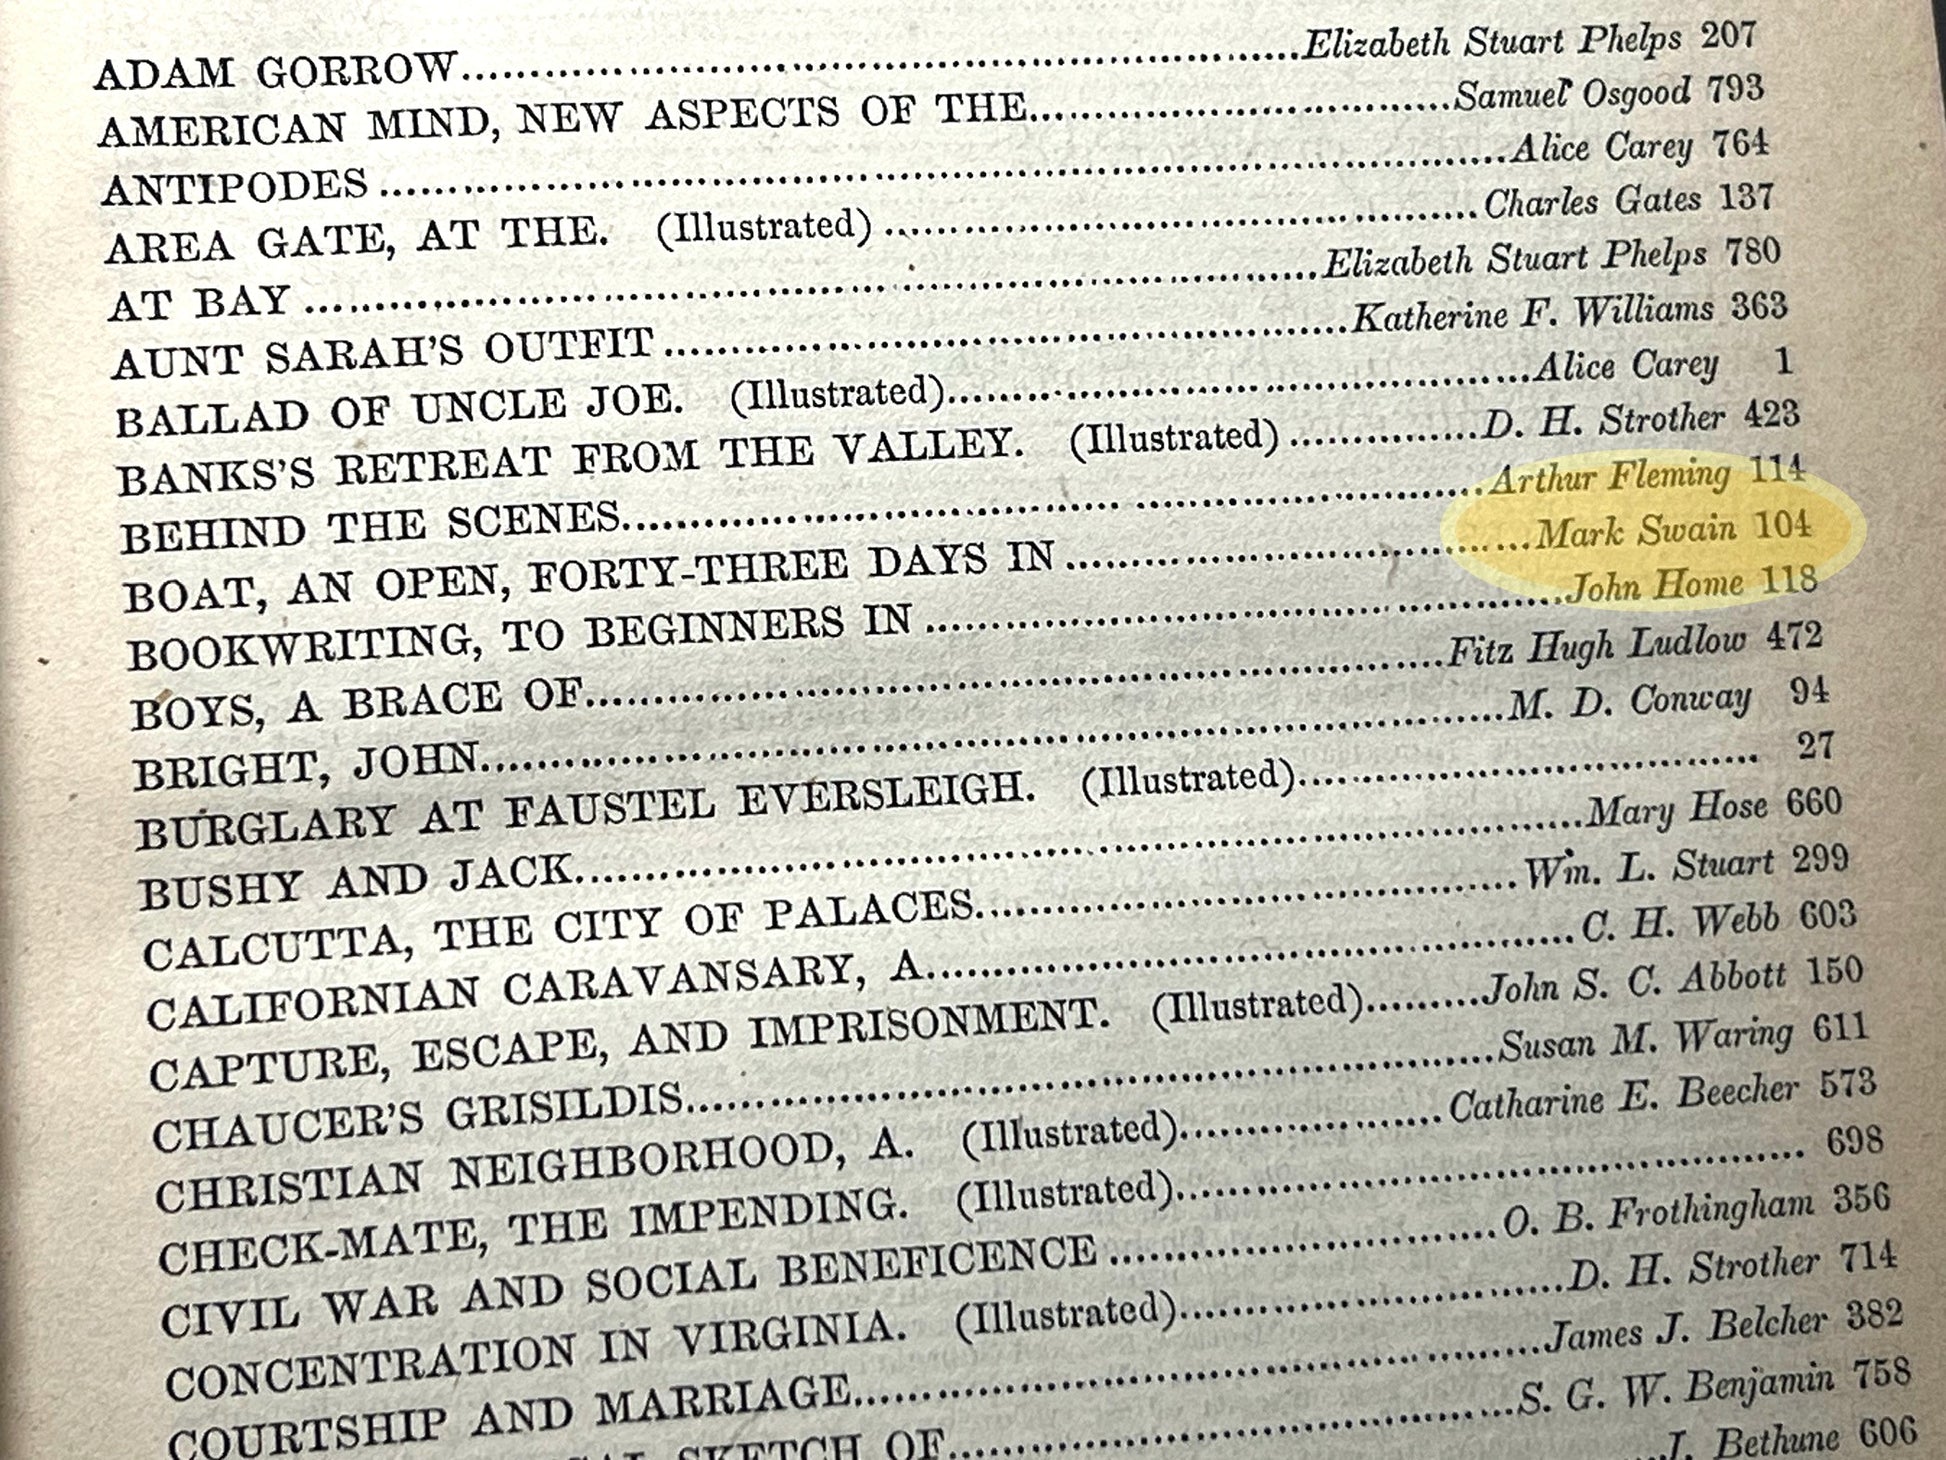 ADAM GORROW Elizabeth Stuart Phelps 207
AMERICAN MIND, NEW ASPECTS OF THE Samuel Osgood 793
ANTIPODES Alice Carey 764
AREA GATE, AT THE. (Illustrated) Charles Gates 137
AT BAY Elizabeth Stuart Phelps 780
AUNT SARAH'S OUTFIT Katherine F. Williams 363
BALLAD OF UNCLE JOE. (Illustrated) Alice Carey 1
BANKS'S RETREAT FROM THE VALLEY. (Illustrated) D. H. Strother 423
BEHIND THE SCENES Arthur Fleming 114
BOAT, AN OPEN, FORTY-THREE DAYS IN Mark Swain 104
BOOKWRITING, TO BEGINNERS IN John Home 118
BOYS, A BRACE OF Fitz Hugh Ludlow 472
BRIGHT, JOHN M. D. Conway 94
BURGLARY AT FAUSTEL EVERSLEIGH. (Illustrated) 27
BUSHY AND JACK Mary Hose 660
CALCUTTA, THE CITY OF PALACES Wm. L. Stuart 299
CALIFORNIAN CARAVANSARY, A C. H. Webb 603
CAPTURE, ESCAPE, AND IMPRISONMENT. (Illustrated) John S. C. Abbott 150
CHAUCER'S GRISILDIS Susan M. Waring 611
CHRISTIAN NEIGHBORHOOD, A. (Illustrated) Catharine E. Beecher 573
CHECK-MATE, THE IMPENDING. (Illustrated) 698
CIVIL WAR AND SOCIAL BENEFICENCE O. B. Frothingham 356
CONCENTRATION IN VIRGINIA. (Illustrated) D. H. Strother 714
COURTSHIP AND MARRIAGE James J. Belcher 382
SKETCH OF S. G. W. Benjamin 758
J. Bethune 606